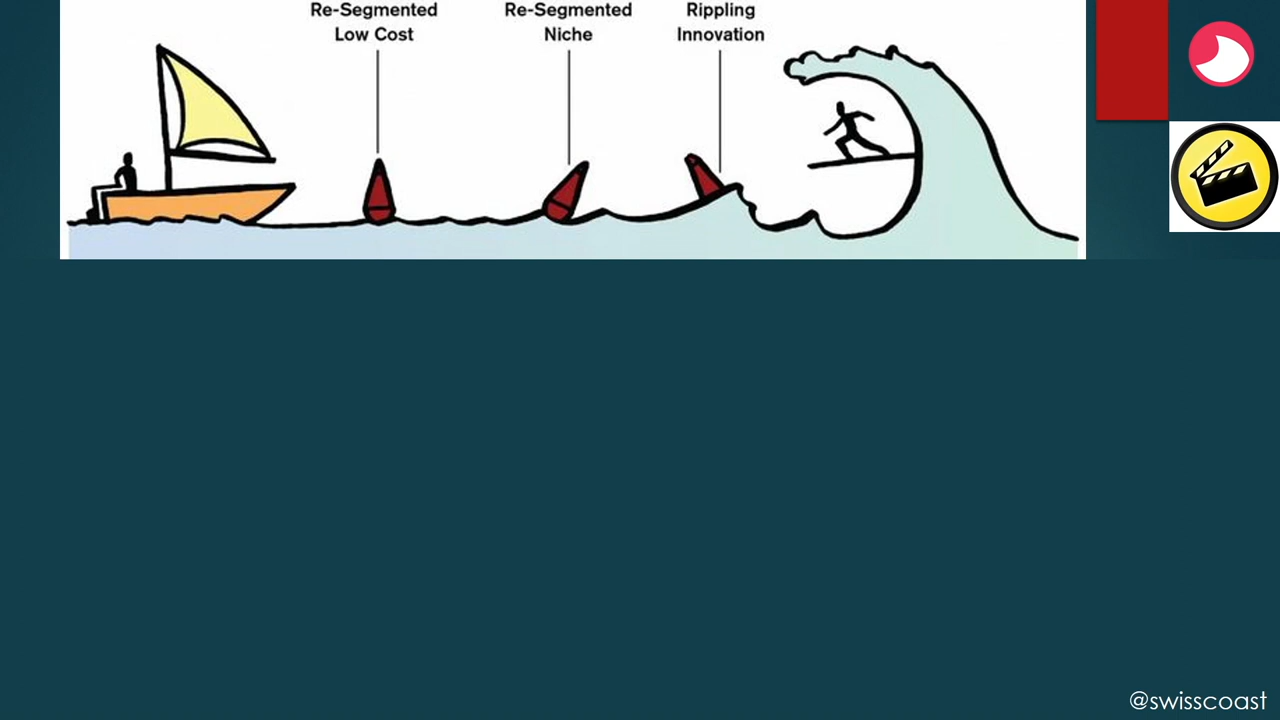 Re-Segmented
Low Cost
Re-Segmented
Niche
Rippling
Innovation
@swisscoast